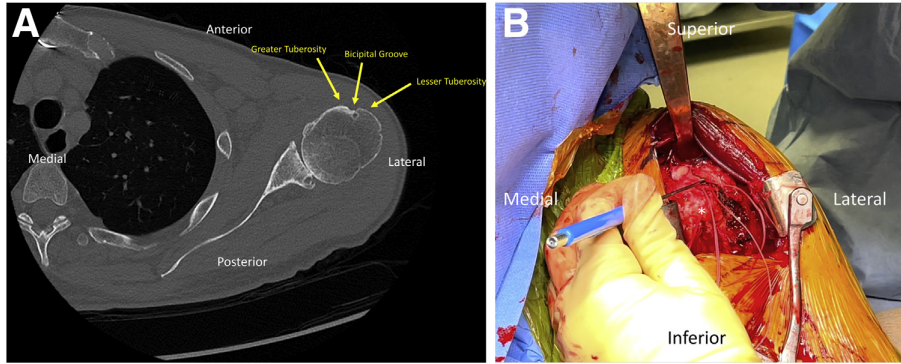 A
Anterior
Greater Tuberosity
Bicipital Groove
Lesser Tuberosity
Medial
Lateral
Posterior
B
Superior
Medial
Lateral
*
Inferior